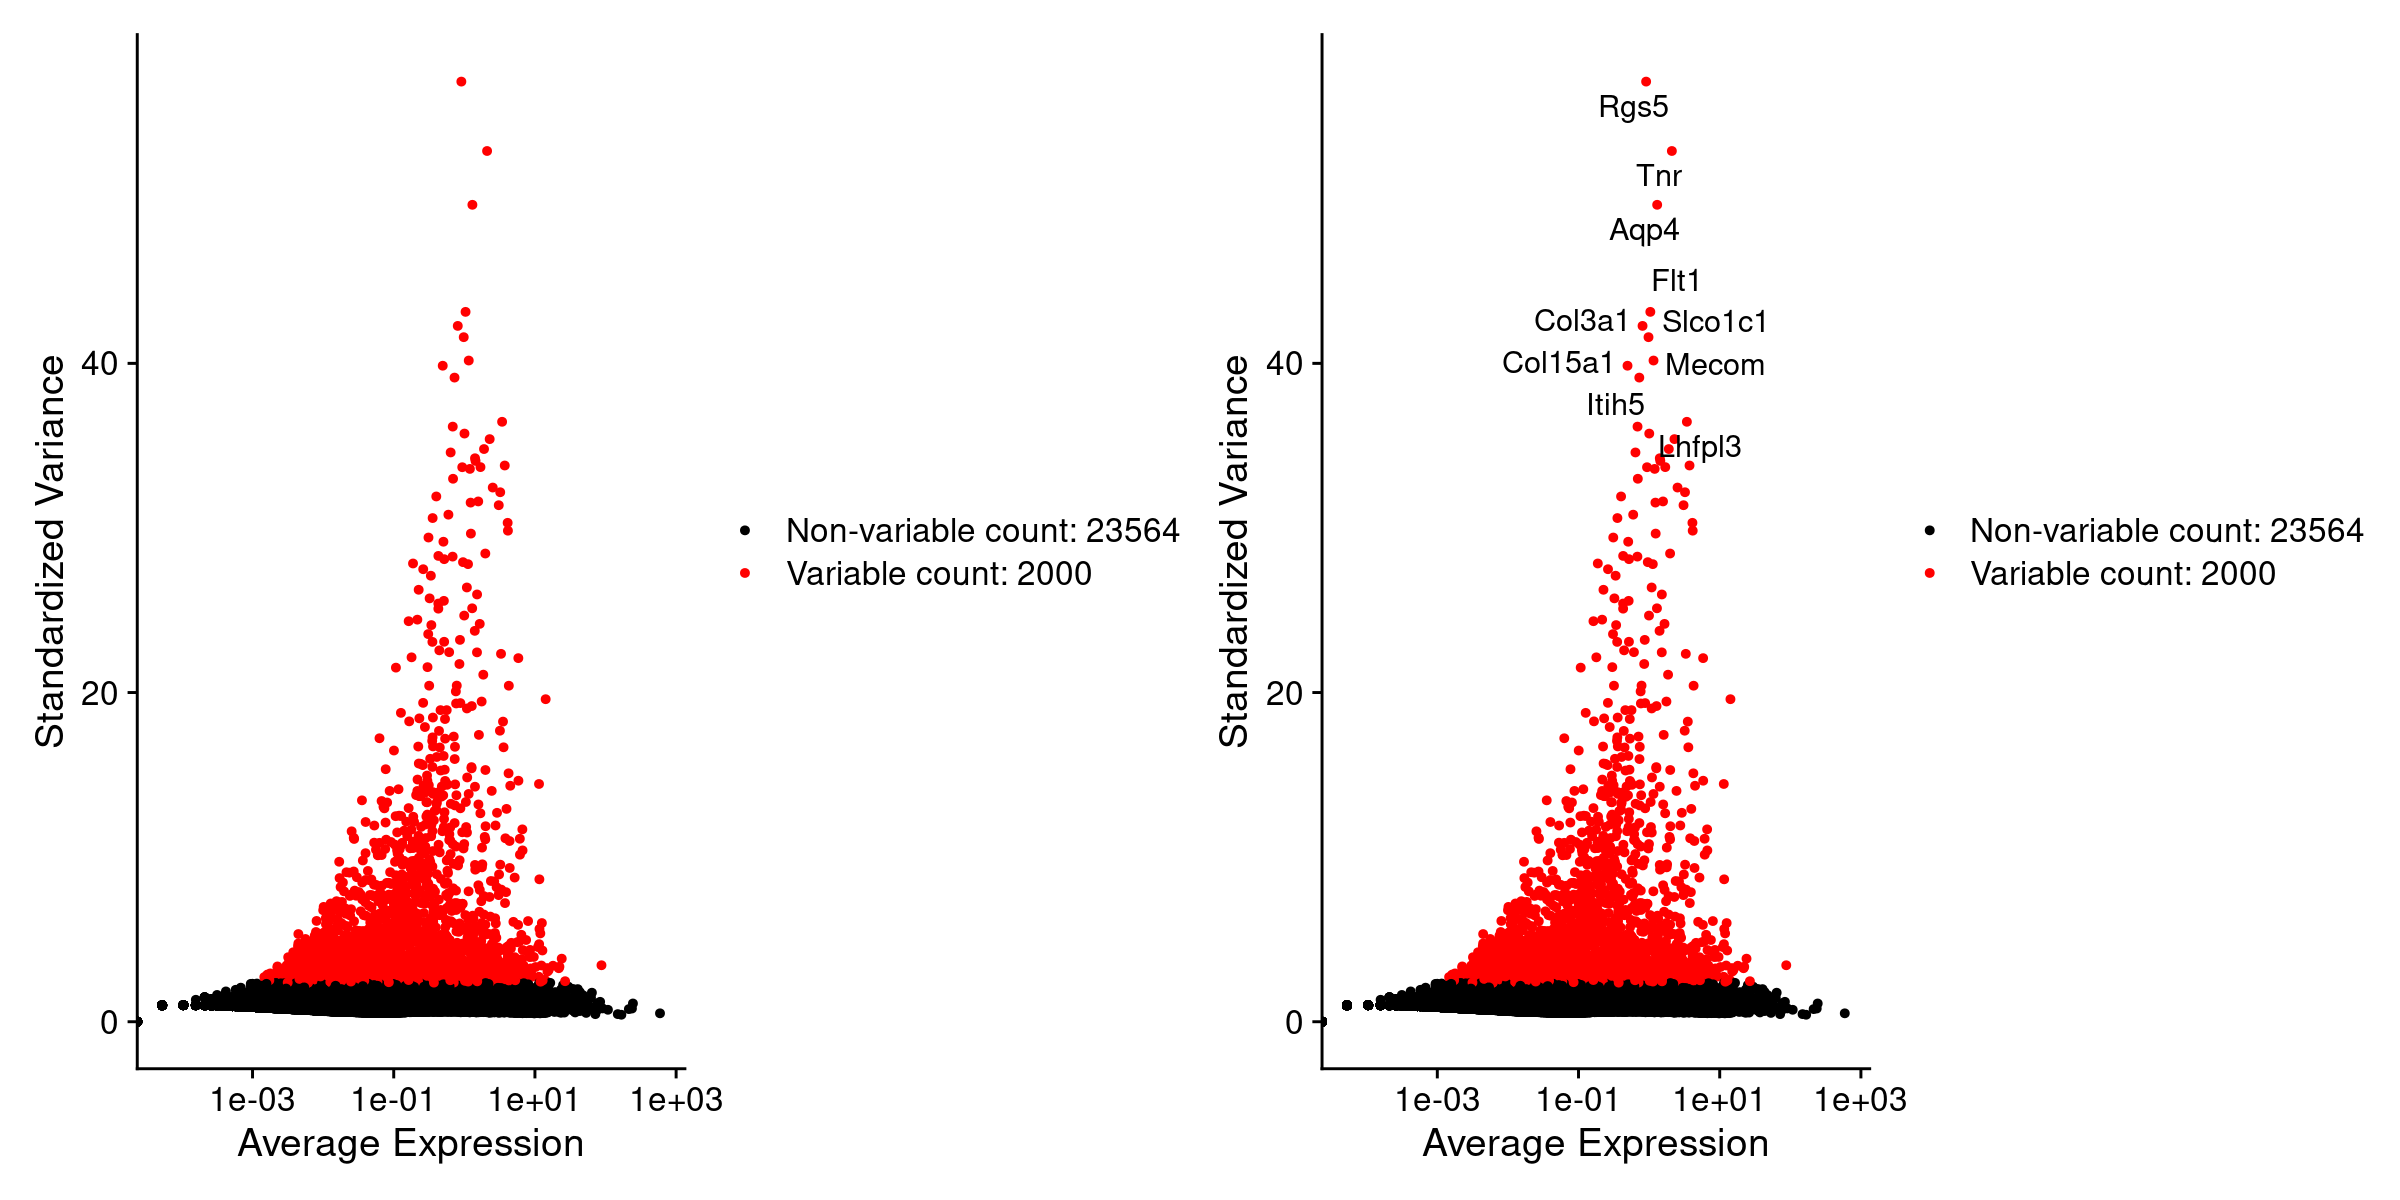 Standardized Variance
40
20
0
1e-03 1e-01 1e+01 1e+03
Average Expression
Non-variable count: 23564
Variable count: 2000
Standardized Variance
40
20
0
Rgs5
Tnr
Aqp4
Flt1
Col3a1 Slco1c1
Col15a1 Mecom
Itih5
Lhfpl3
1e-03 1e-01 1e+01 1e+03
Average Expression
Non-variable count: 23564
Variable count: 2000